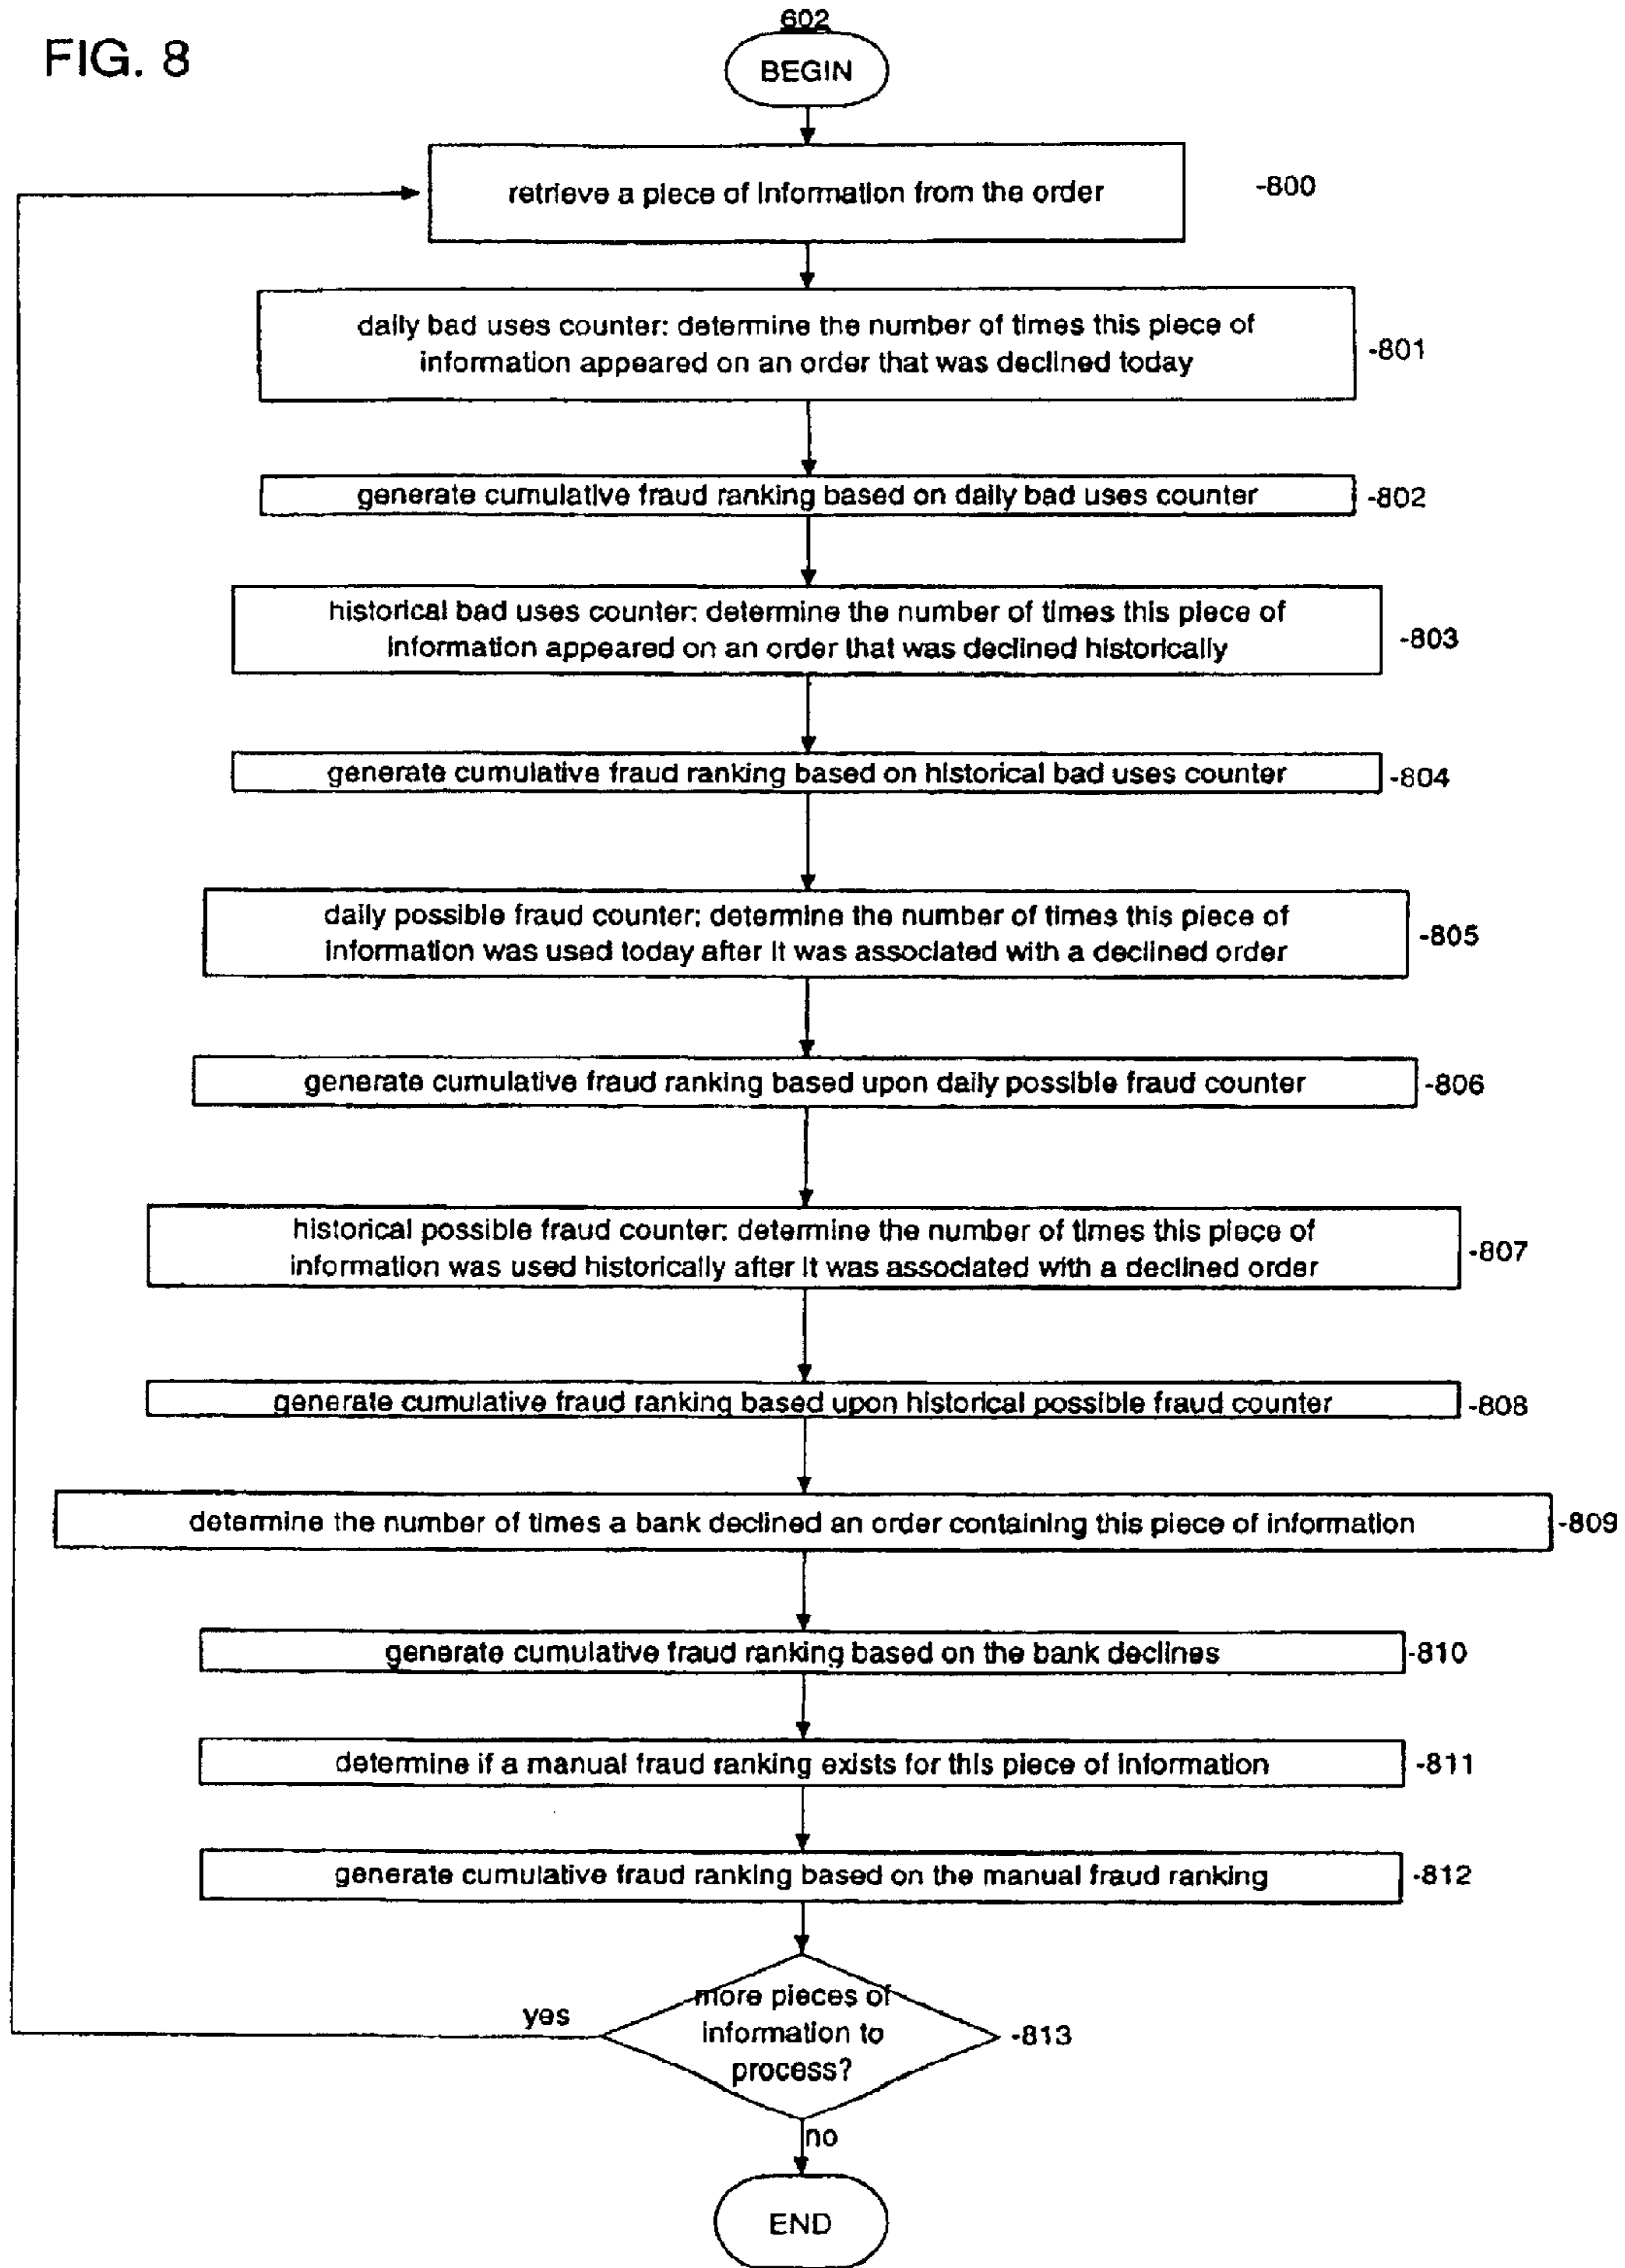 FIG. 8
602
BEGIN
retrieve a piece of information from the order
-800
daily bad uses counter: determine the number of times this piece of
information appeared on an order that was declined today
-801
generate cumulative fraud ranking based on daily bad uses counter
-802
historical bad uses counter: determine the number of times this piece of
information appeared on an order that was declined historically
-803
generate cumulative fraud ranking based on historical bad uses counter
-804
daily possible fraud counter: determine the number of times this piece of
information was used today after it was associated with a declined order
-805
generate cumulative fraud ranking based upon daily possible fraud counter
-806
historical possible fraud counter: determine the number of times this piece of
information was used historically after it was associated with a declined order
-807
generate cumulative fraud ranking based upon historical possible fraud counter
-808
determine the number of times a bank declined an order containing this piece of information
-809
generate cumulative fraud ranking based on the bank declines
-810
determine if a manual fraud ranking exists for this piece of information
-811
generate cumulative fraud ranking based on the manual fraud ranking
-812
more pieces of
information to
process?
yes
-813
no
END